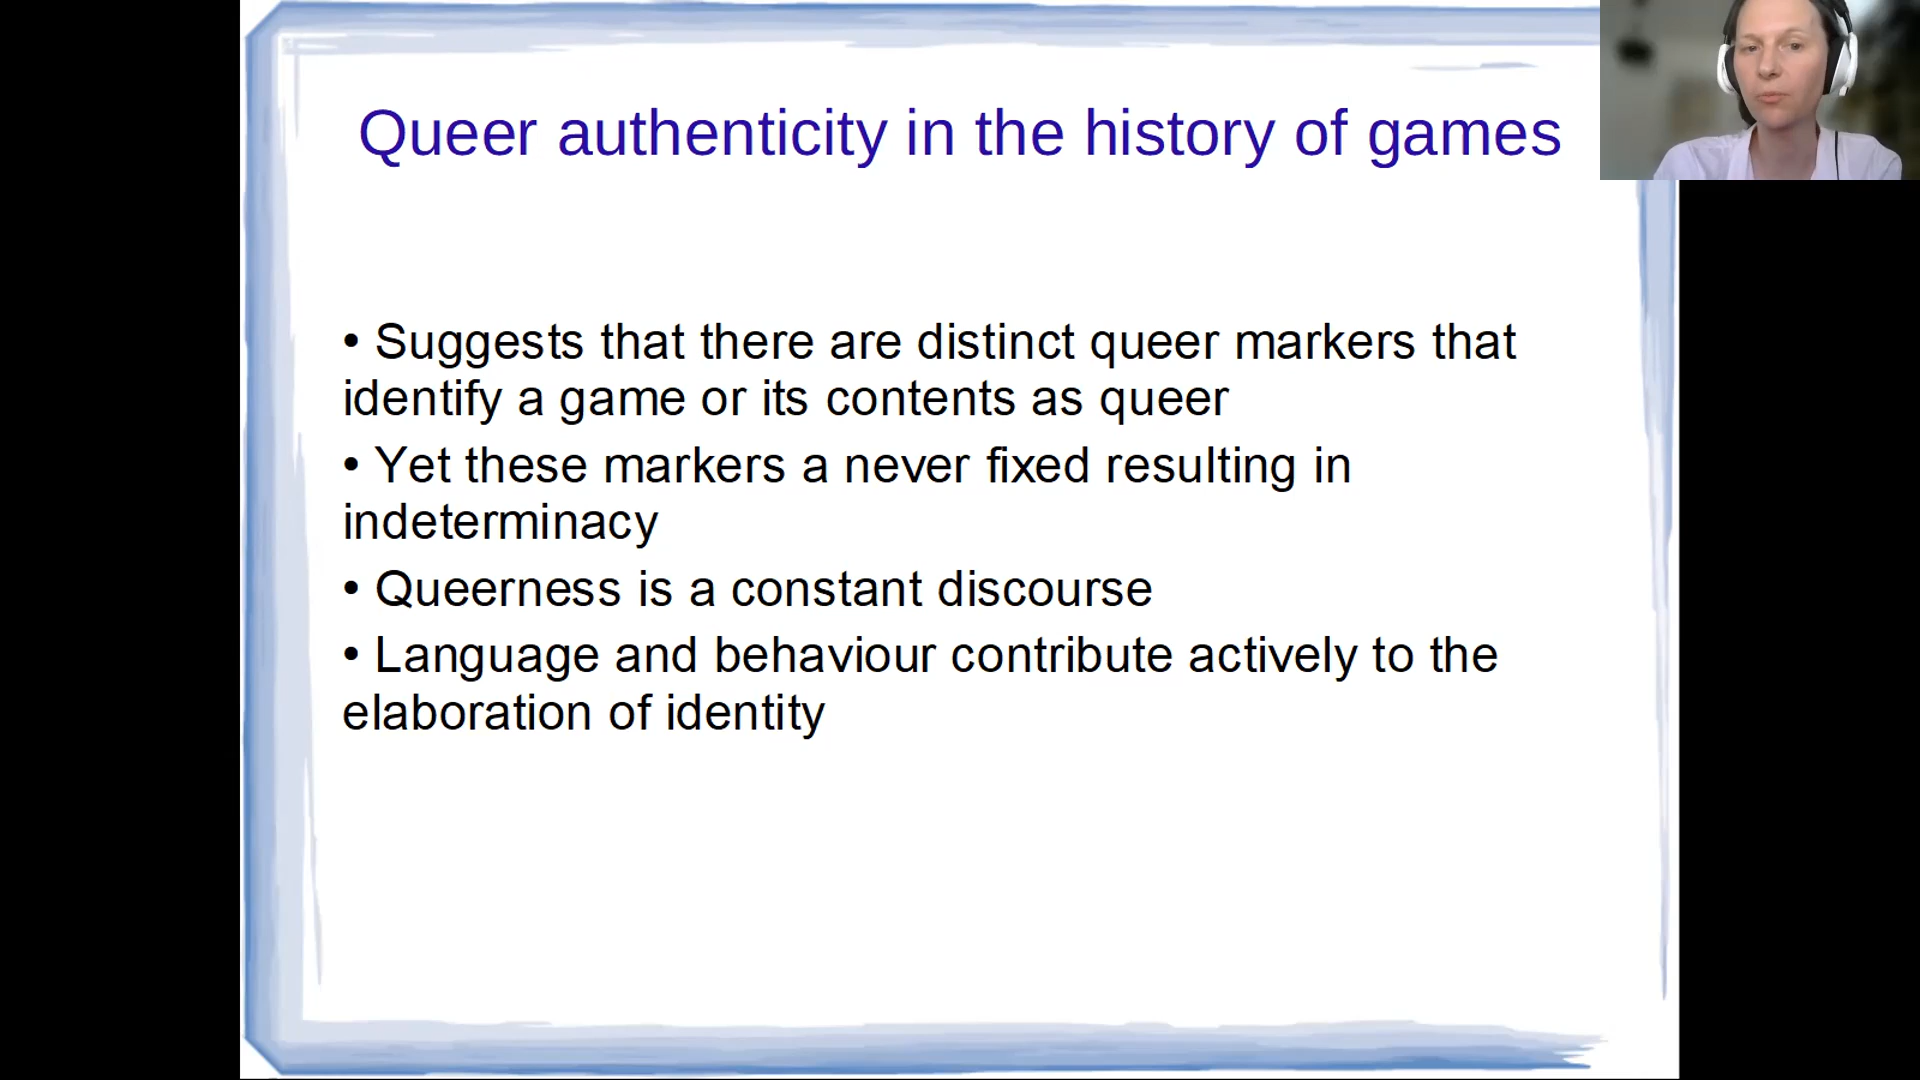 Queer authenticity in the history of games
• Suggests that there are distinct queer markers that
identify a game or its contents as queer
• Yet these markers a never fixed resulting in
indeterminacy
• Queerness is a constant discourse
• Language and behaviour contribute actively to the
elaboration of identity